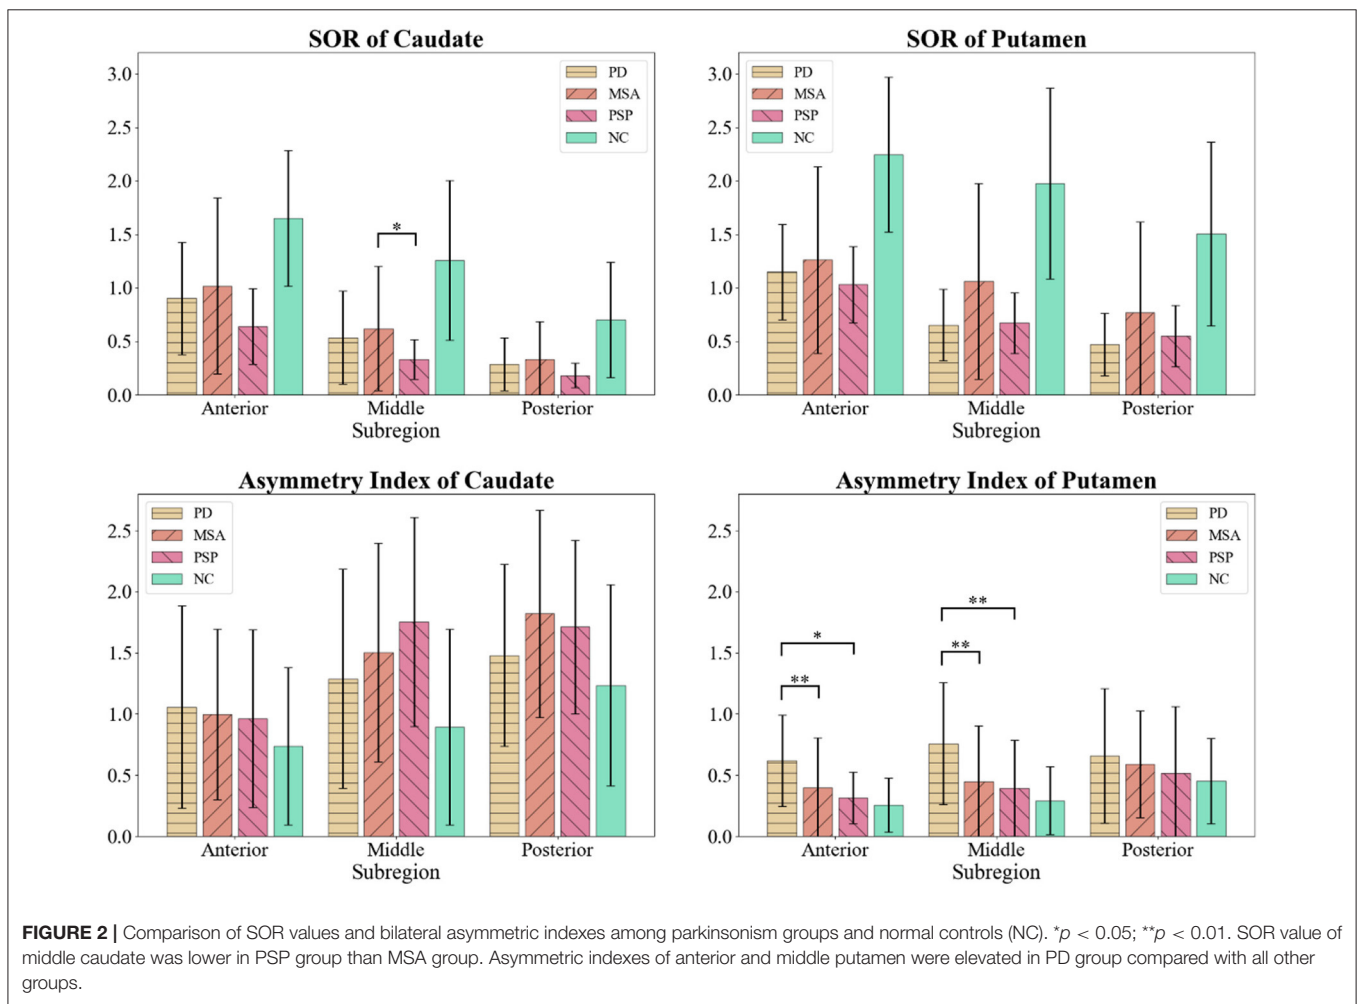 SOR of Caudate
3.0
2.5
2.0
1.5
1.0
0.5
0.0
PD
MSA
PSP
NC
*
Anterior Middle Posterior
Subregion
SOR of Putamen
3.0
2.5
2.0
1.5
1.0
0.5
0.0
PD
MSA
PSP
NC
Anterior Middle Posterior
Subregion
Asymmetry Index of Caudate
2.5
2.0
1.5
1.0
0.5
0.0
PD
MSA
PSP
NC
Anterior Middle Posterior
Subregion
Asymmetry Index of Putamen
2.5
2.0
1.5
1.0
0.5
0.0
PD
MSA
PSP
NC
**
*
**
**
Anterior Middle Posterior
Subregion
FIGURE 2 | Comparison of SOR values and bilateral asymmetric indexes among parkinsonism groups and normal controls (NC). *p < 0.05; **p < 0.01. SOR value of
middle caudate was lower in PSP group than MSA group. Asymmetric indexes of anterior and middle putamen were elevated in PD group compared with all other
groups.